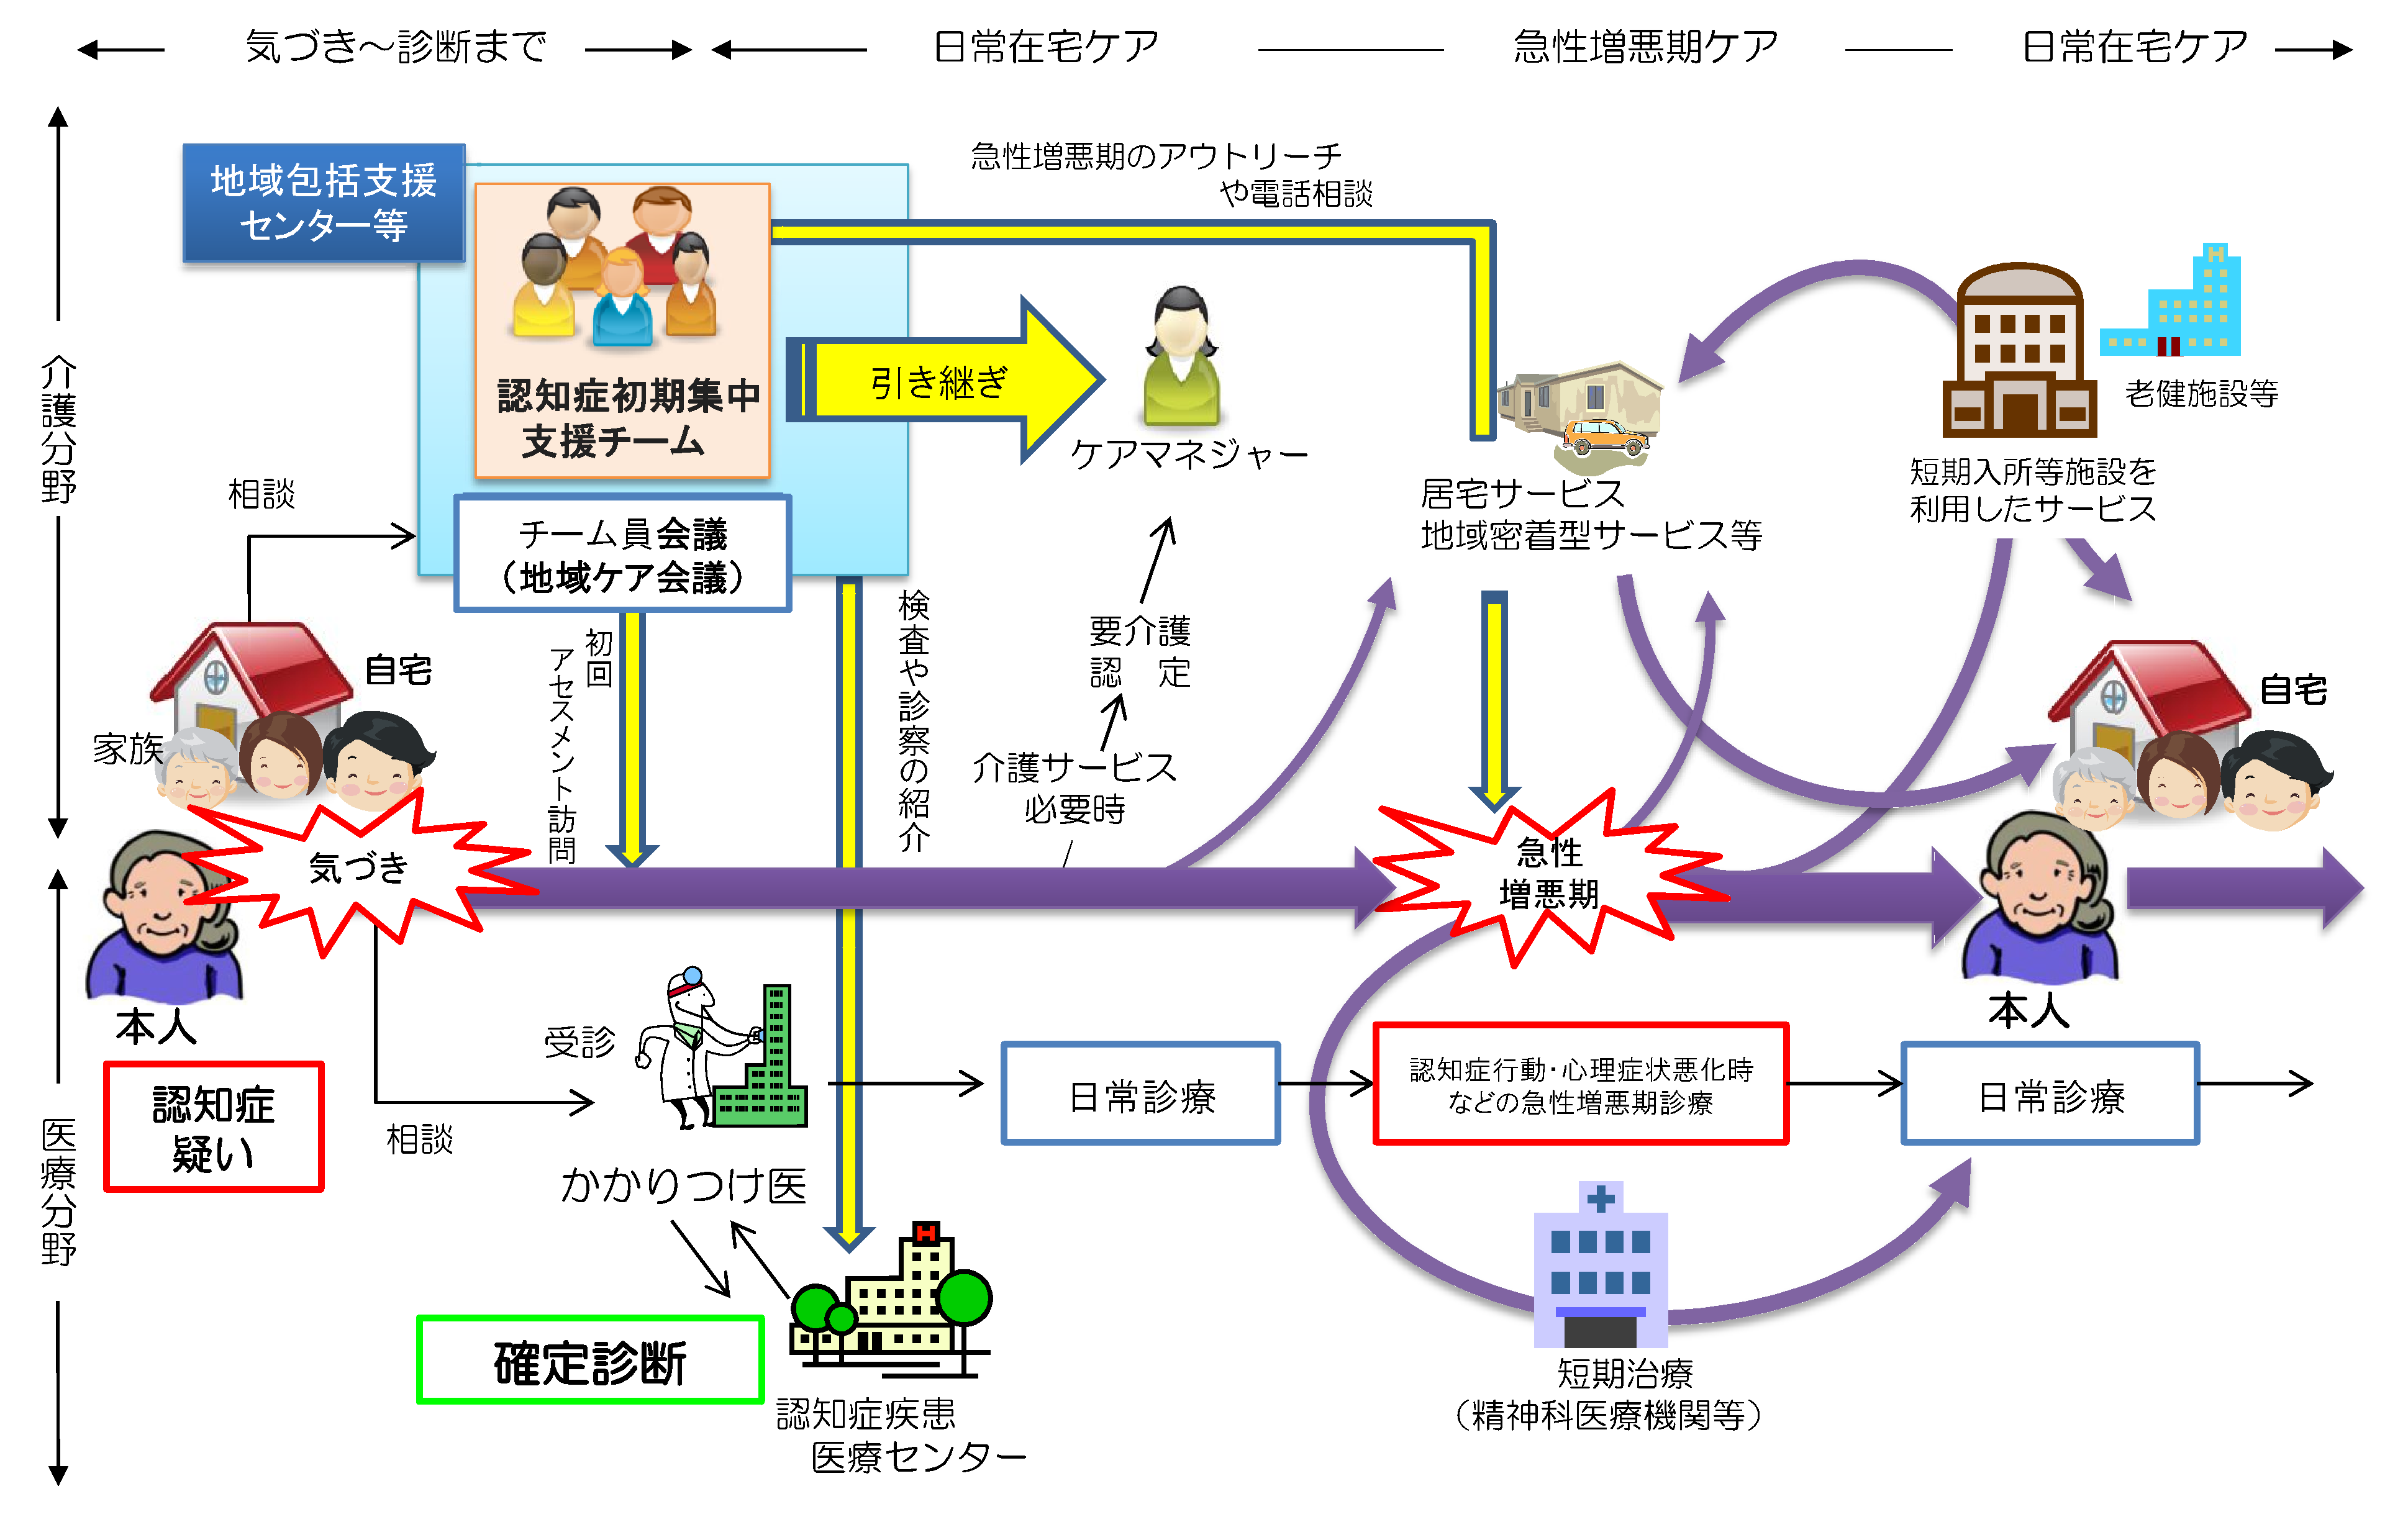 気づき～診断まで
日常在宅ケア
急性増悪期ケア
日常在宅ケア
介護分野
医療分野
地域包括支援
センター等
認知症初期集中
支援チーム
チーム員会議
（地域ケア会議）
急性増悪期のアウトリーチ
や電話相談
引き継ぎ
ケアマネジャー
居宅サービス
地域密着型サービス等
老健施設等
短期入所等施設を
利用したサービス
相談
自宅
家族
初回
アセスメント訪問
検査や診察の紹介
要介護
認　定
介護サービス
必要時
自宅
気づき
急性
増悪期
本人
本人
認知症
疑い
相談
受診
かかりつけ医
日常診療
認知症行動・心理症状悪化時
などの急性増悪期診療
日常診療
確定診断
認知症疾患
医療センター
短期治療
（精神科医療機関等）
H
H